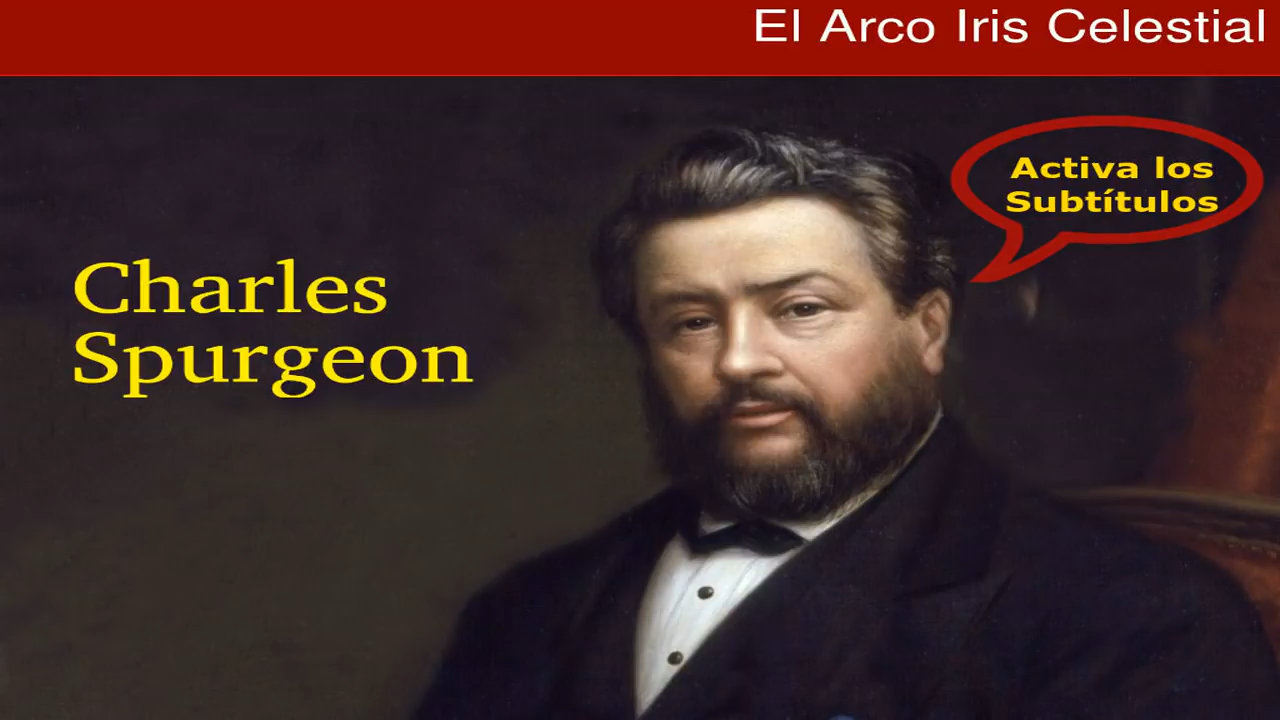 El Arco Iris Celestial
Activa los
Subtítulos
Charles
Spurgeon